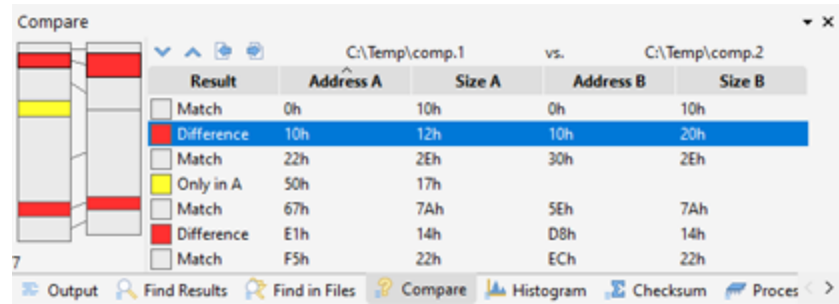 Compare
C:\Temp\comp.1 vs. C:\Temp\comp.2
Result Address A Size A Address B Size B
Match 0h 10h 0h 10h
Difference 10h 12h 10h 20h
Match 22h 2Eh 30h 2Eh
Only in A 50h 17h
Match 67h 7Ah 5Eh 7Ah
Difference E1h 14h D8h 14h
Match F5h 22h ECh 22h
7
Output Find Results Find in Files Compare Histogram Checksum Proces